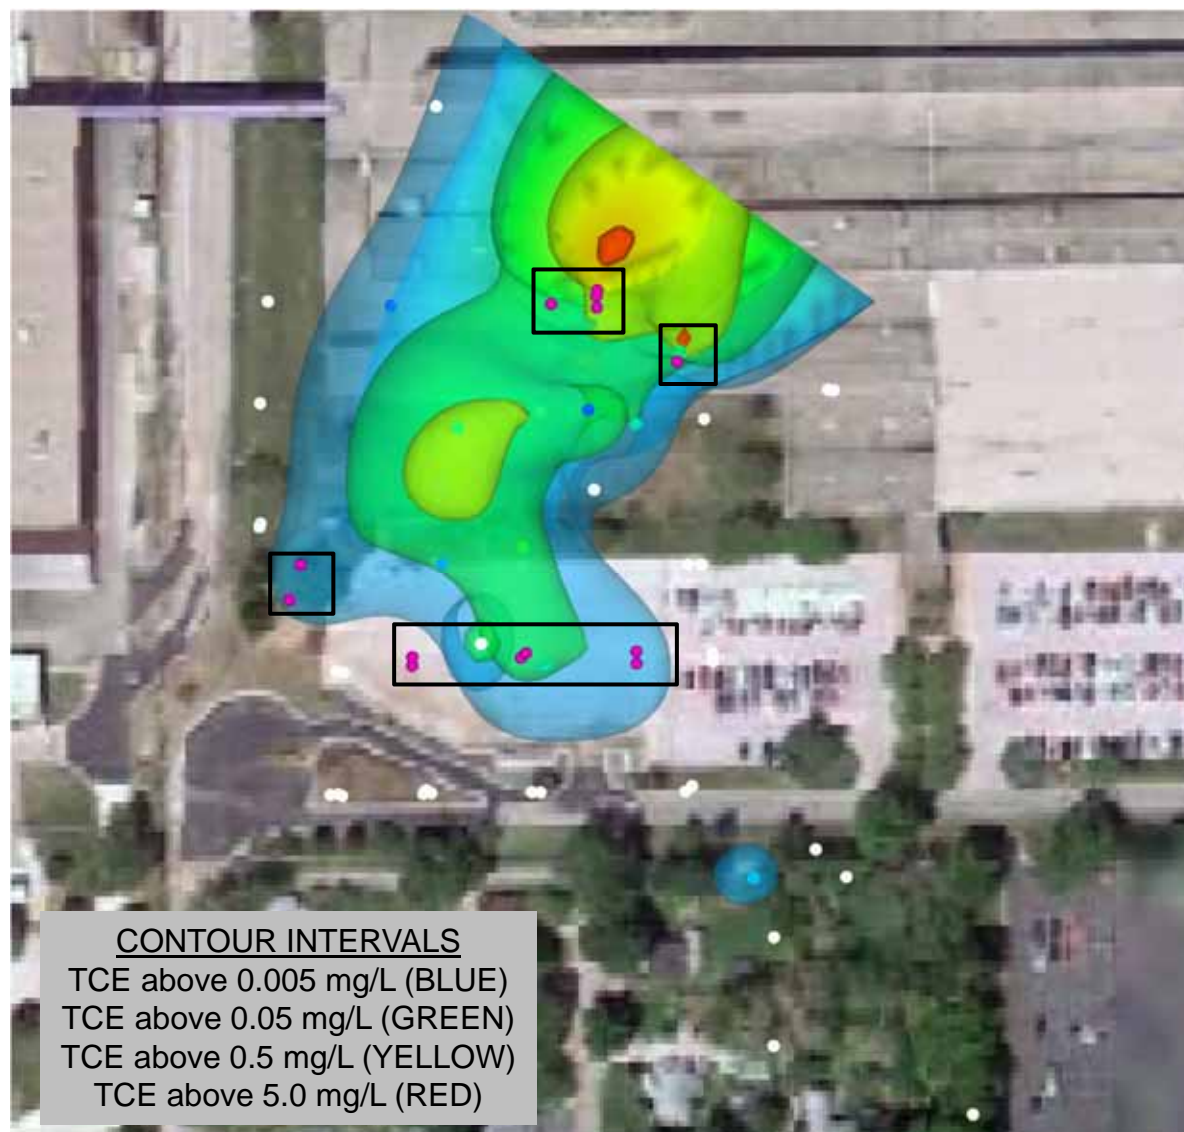 CONTOUR INTERVALS
TCE above 0.005 mg/L (BLUE)
TCE above 0.05 mg/L (GREEN)
TCE above 0.5 mg/L (YELLOW)
TCE above 5.0 mg/L (RED)